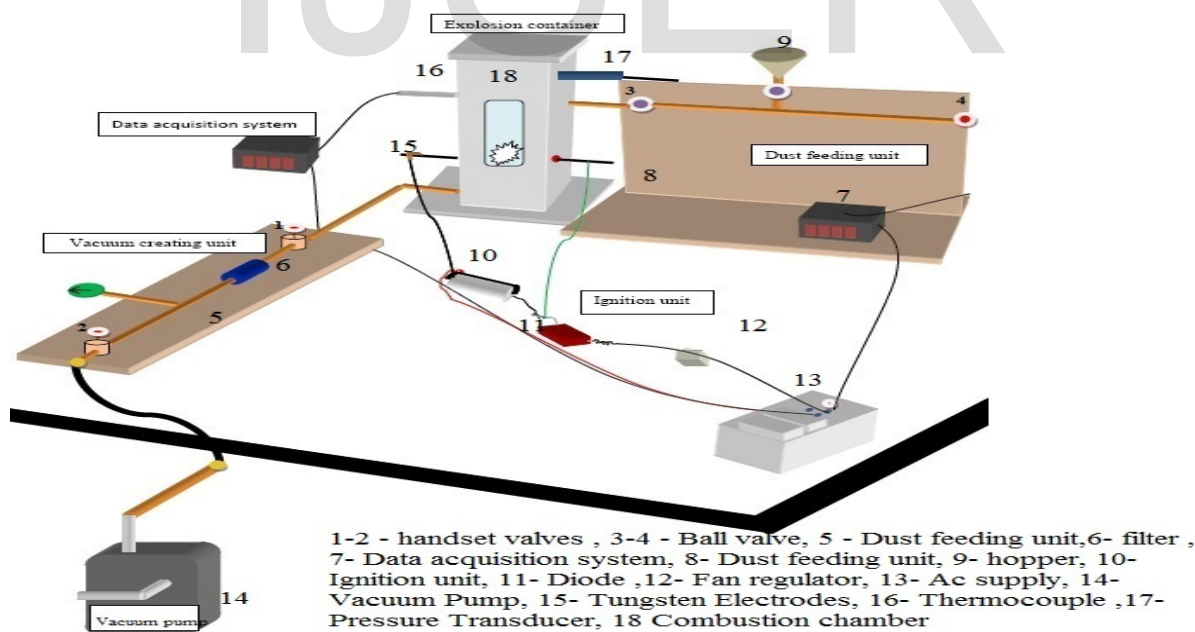 Explosion container
9
17
16
18
3
4
Data acquisition system
15
Dust feeding unit
8
7
1
Vacuum creating unit
6
10
Ignition unit
5
2
11
12
13
1-2 - handset valves , 3-4 - Ball valve, 5 - Dust feeding unit,6- filter ,
7- Data acquisition system, 8- Dust feeding unit, 9- hopper, 10-
Ignition unit, 11- Diode ,12- Fan regulator, 13- Ac supply, 14-
Vacuum Pump, 15- Tungsten Electrodes, 16- Thermocouple ,17-
Pressure Transducer, 18 Combustion chamber
14
Vacuum pump